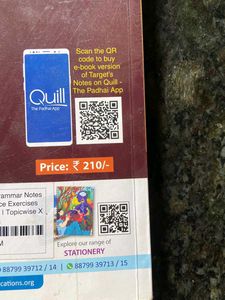 Scan the QR
code to buy
e-book version
of Target's
Notes on Quill -
The Padhai App
Quill
The Padhai App
Price: ₹ 210/-
rammar Notes
ce Exercises
l Topicwise X
M
Explore our range of
STATIONERY
88799 39712 / 14 | 88799 39713 / 15
cations.org